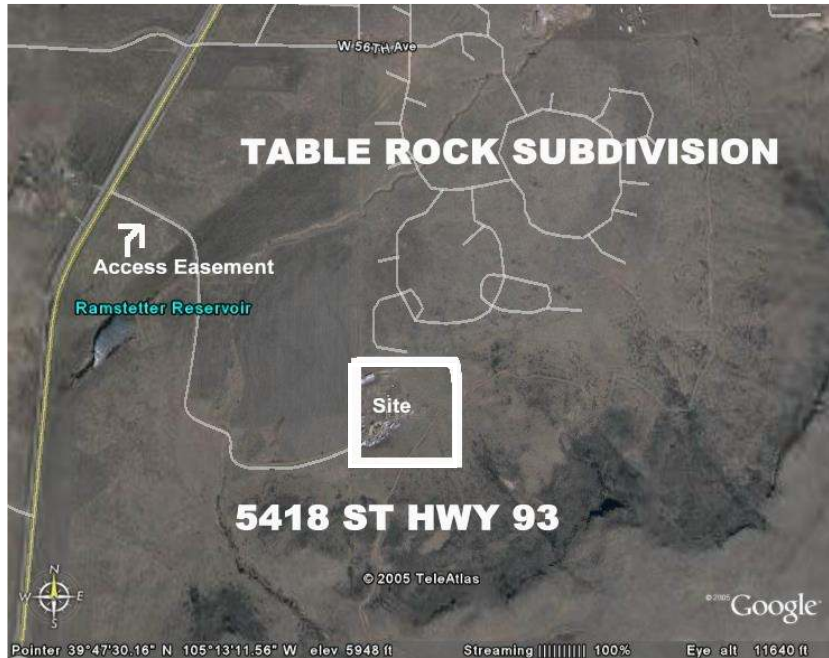 W 56TH Ave
TABLE ROCK SUBDIVISION
Access Easement
Ramstetter Reservoir
Site
5418 ST HWY 93
N
W E
S
© 2005 TeleAtlas
© 2005 Google
Pointer 39°47'30.16" N 105°13'11.56" W elev 5948 ft Streaming |||||||||| 100% Eye alt 11640 ft